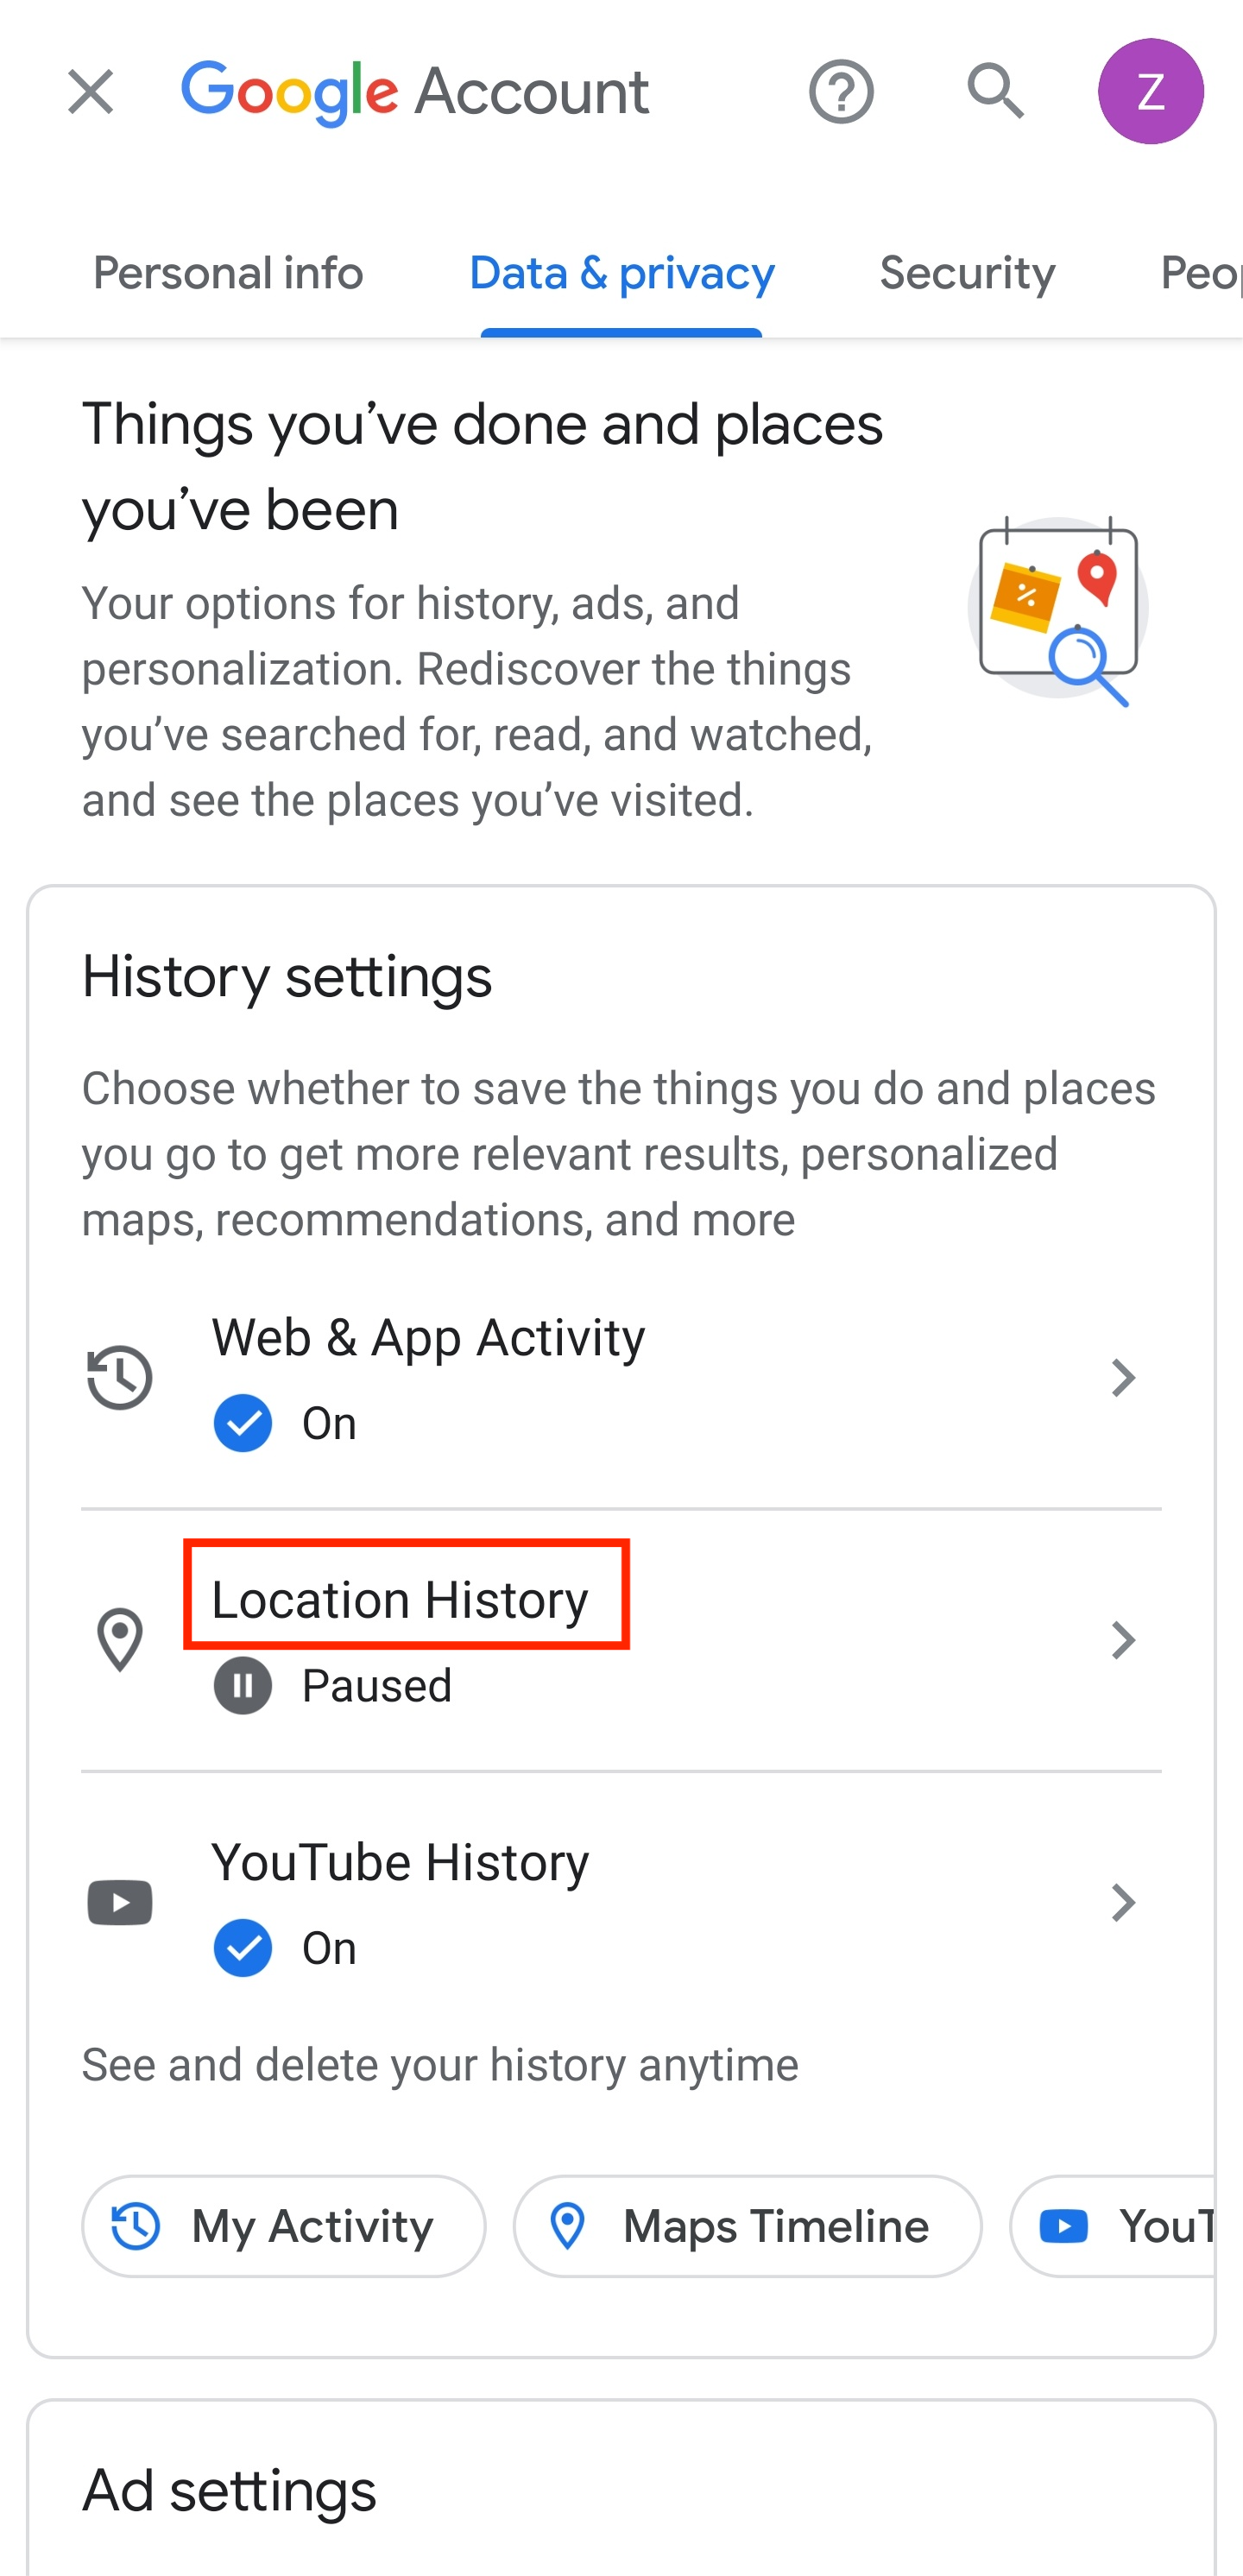 Google Account
Z
Personal info Data & privacy Security Peop
Things you’ve done and places
you’ve been
Your options for history, ads, and
personalization. Rediscover the things
you’ve searched for, read, and watched,
and see the places you’ve visited.
History settings
Choose whether to save the things you do and places
you go to get more relevant results, personalized
maps, recommendations, and more
Web & App Activity
On
Location History
Paused
YouTube History
On
See and delete your history anytime
My Activity Maps Timeline YouT
Ad settings